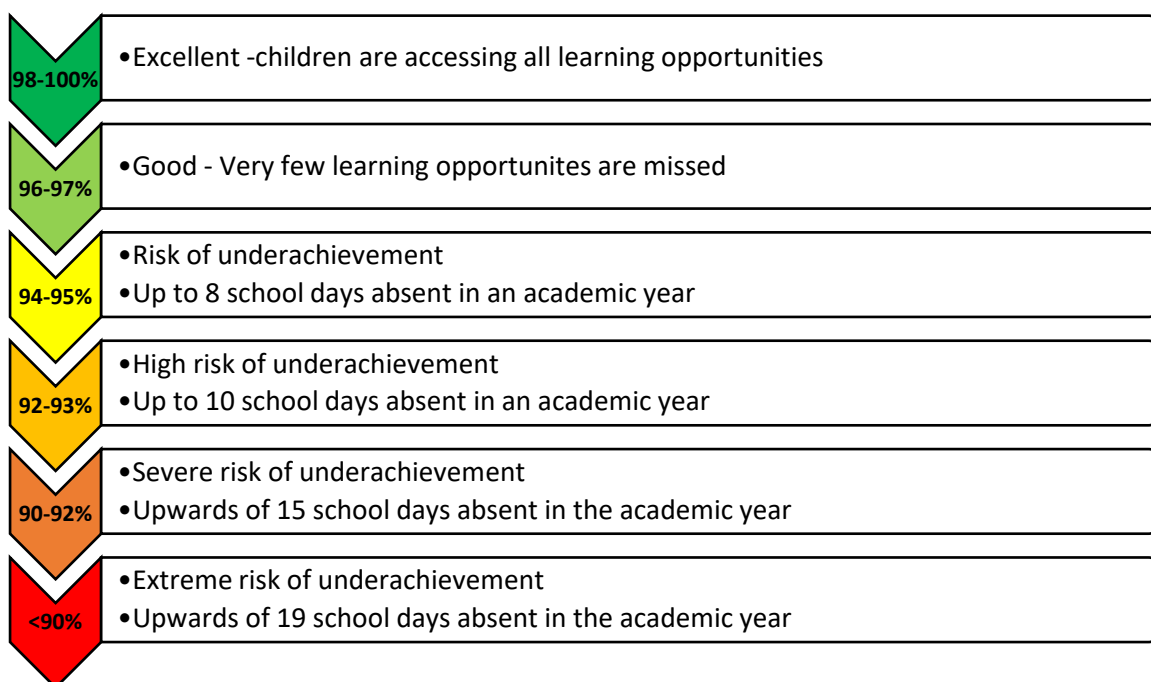 98-100%
•Excellent -children are accessing all learning opportunities
96-97%
•Good - Very few learning opportunites are missed
94-95%
•Risk of underachievement
•Up to 8 school days absent in an academic year
92-93%
•High risk of underachievement
•Up to 10 school days absent in an academic year
90-92%
•Severe risk of underachievement
•Upwards of 15 school days absent in the academic year
<90%
•Extreme risk of underachievement
•Upwards of 19 school days absent in the academic year